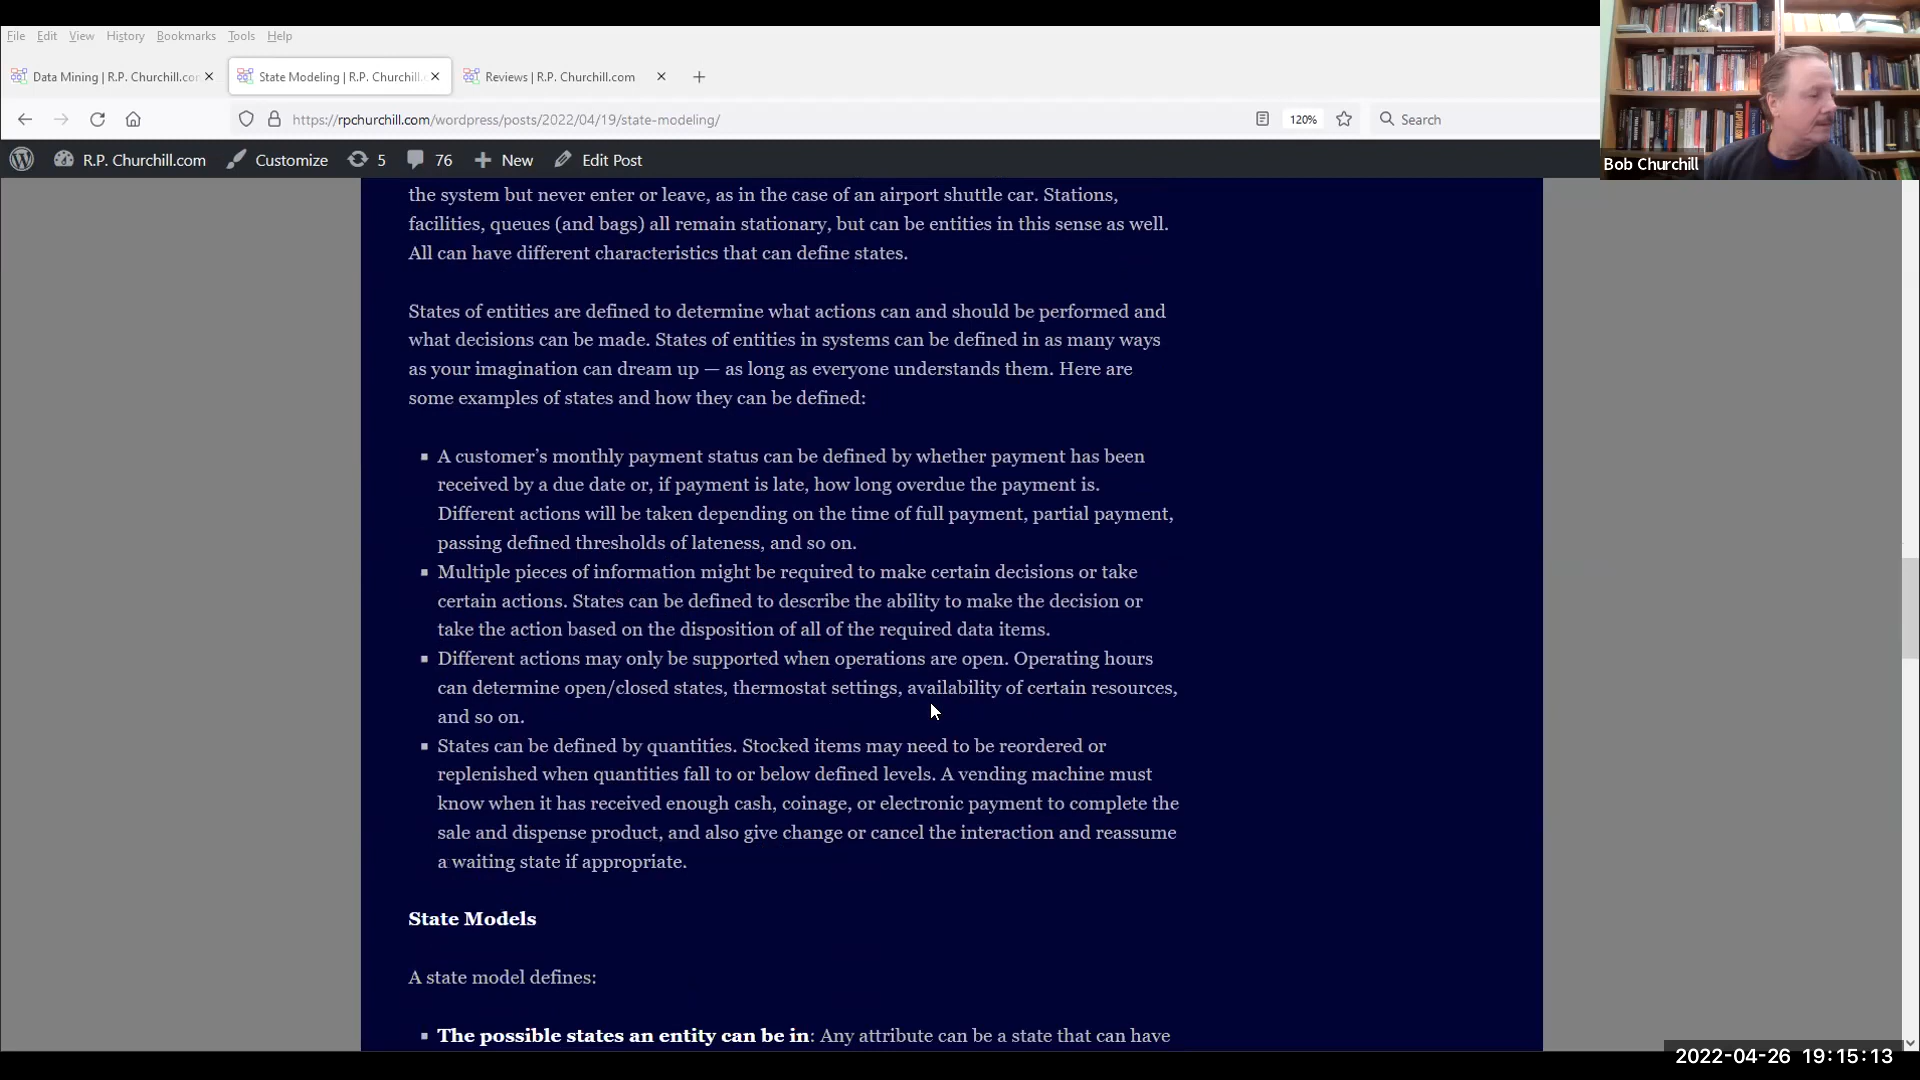 File Edit View History Bookmarks Tools Help
Data Mining | R.P. Churchill.co
State Modeling | R.P. Churchill.
Reviews | R.P. Churchill.com
https://rpchurchill.com/wordpress/posts/2022/04/19/state-modeling/
120%
Search
R.P. Churchill.com Customize 5 76 New Edit Post
Bob Churchill
the system but never enter or leave, as in the case of an airport shuttle car. Stations,
facilities, queues (and bags) all remain stationary, but can be entities in this sense as well.
All can have different characteristics that can define states.
States of entities are defined to determine what actions can and should be performed and
what decisions can be made. States of entities in systems can be defined in as many ways
as your imagination can dream up — as long as everyone understands them. Here are
some examples of states and how they can be defined:
A customer’s monthly payment status can be defined by whether payment has been
received by a due date or, if payment is late, how long overdue the payment is.
Different actions will be taken depending on the time of full payment, partial payment,
passing defined thresholds of lateness, and so on.
Multiple pieces of information might be required to make certain decisions or take
certain actions. States can be defined to describe the ability to make the decision or
take the action based on the disposition of all of the required data items.
Different actions may only be supported when operations are open. Operating hours
can determine open/closed states, thermostat settings, availability of certain resources,
and so on.
States can be defined by quantities. Stocked items may need to be reordered or
replenished when quantities fall to or below defined levels. A vending machine must
know when it has received enough cash, coinage, or electronic payment to complete the
sale and dispense product, and also give change or cancel the interaction and reassume
a waiting state if appropriate.
State Models
A state model defines:
The possible states an entity can be in: Any attribute can be a state that can have
2022-04-26 19:15:13